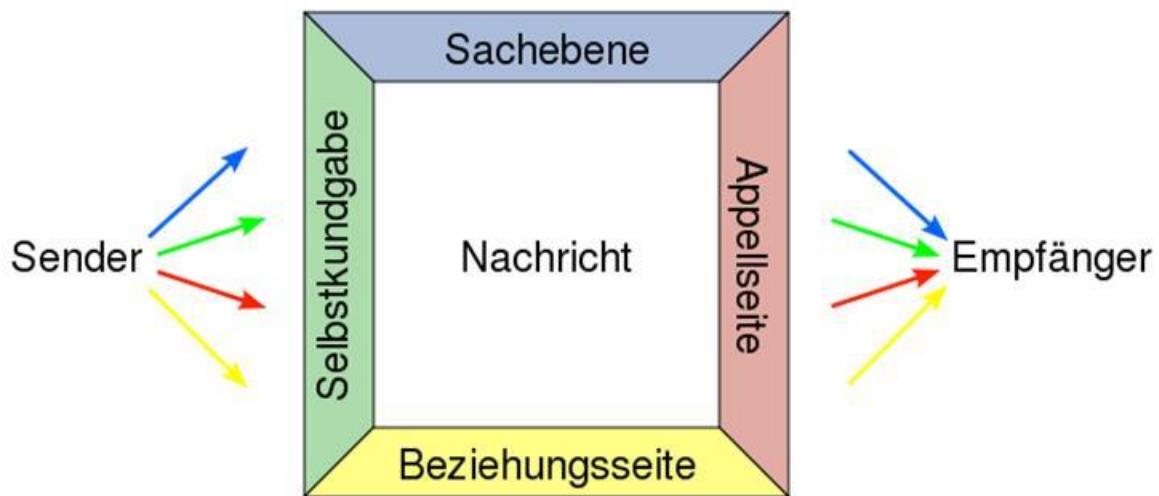 Sachebene
Selbstkundgabe
Appellseite
Sender
Nachricht
Empfänger
Beziehungsseite